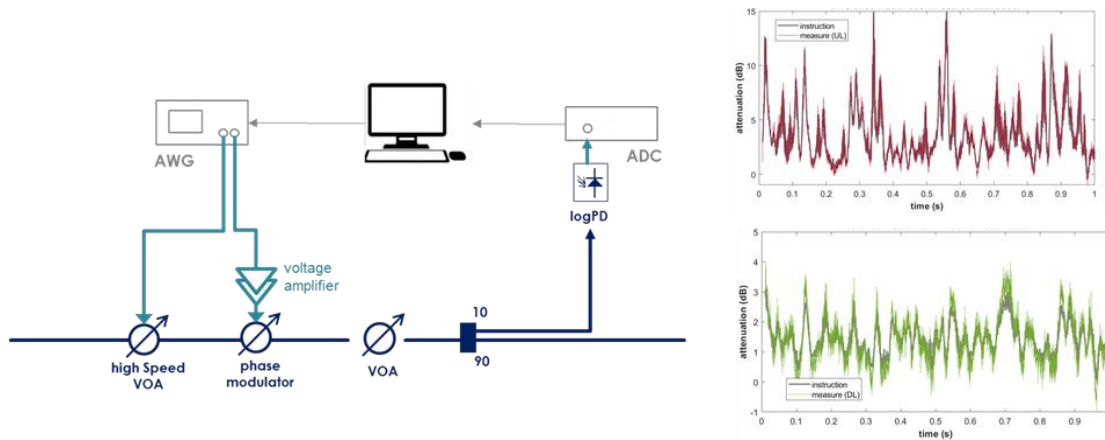 AWG
ADC
logPD
voltage
amplifier
10
90
high Speed
VOA
phase
modulator
VOA
attenuation (dB)
15
10
5
0
instruction
measure (UL)
0
0.1
0.2
0.3
0.4
0.5
0.6
0.7
0.8
0.9
1
time (s)
attenuation (dB)
5
4
3
2
1
0
-1
instruction
measure (DL)
0
0.1
0.2
0.3
0.4
0.5
0.6
0.7
0.8
0.9
time (s)